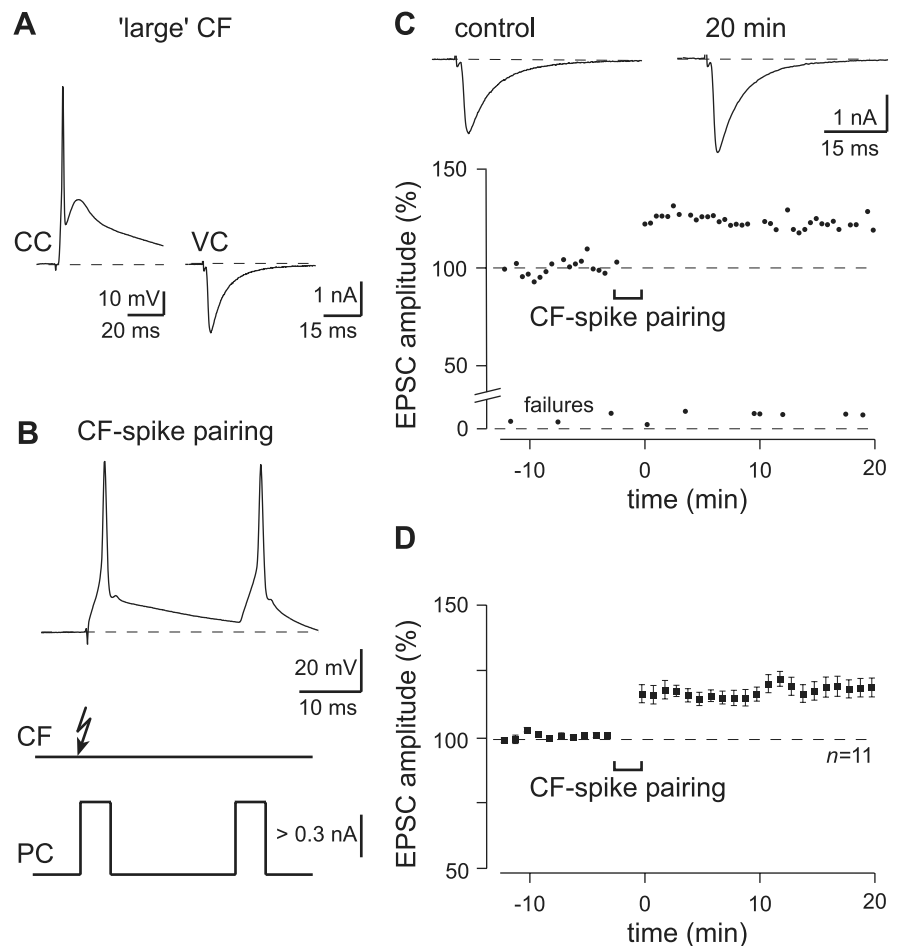 A
'large' CF
CC
VC
10 mV
20 ms
1 nA
15 ms
B
CF-spike pairing
20 mV
10 ms
CF
PC
> 0.3 nA
C
control
20 min
1 nA
15 ms
EPSC amplitude (%)
150
100
50
0
CF-spike pairing
failures
-10
0
10
20
time (min)
D
EPSC amplitude (%)
150
100
50
n=11
CF-spike pairing
-10
0
10
20
time (min)